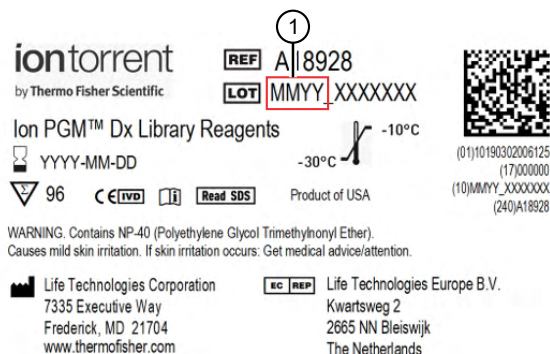 1
iontorrent
by Thermo Fisher Scientific
REF A18928
LOT MMYY_XXXXXXX
Ion PGM™ Dx Library Reagents
YYYY-MM-DD
-30°C -10°C
(01)10190302006125
(17)000000
(10)MMYY_XXXXXXX
(240)A18928
Σ 96 CE IVD i Read SDS Product of USA
WARNING. Contains NP-40 (Polyethylene Glycol Trimethylnonyl Ether).
Causes mild skin irritation. If skin irritation occurs: Get medical advice/attention.
Life Technologies Corporation
7335 Executive Way
Frederick, MD 21704
www.thermofisher.com
EC REP Life Technologies Europe B.V.
Kwartsweg 2
2665 NN Bleiswijk
The Netherlands